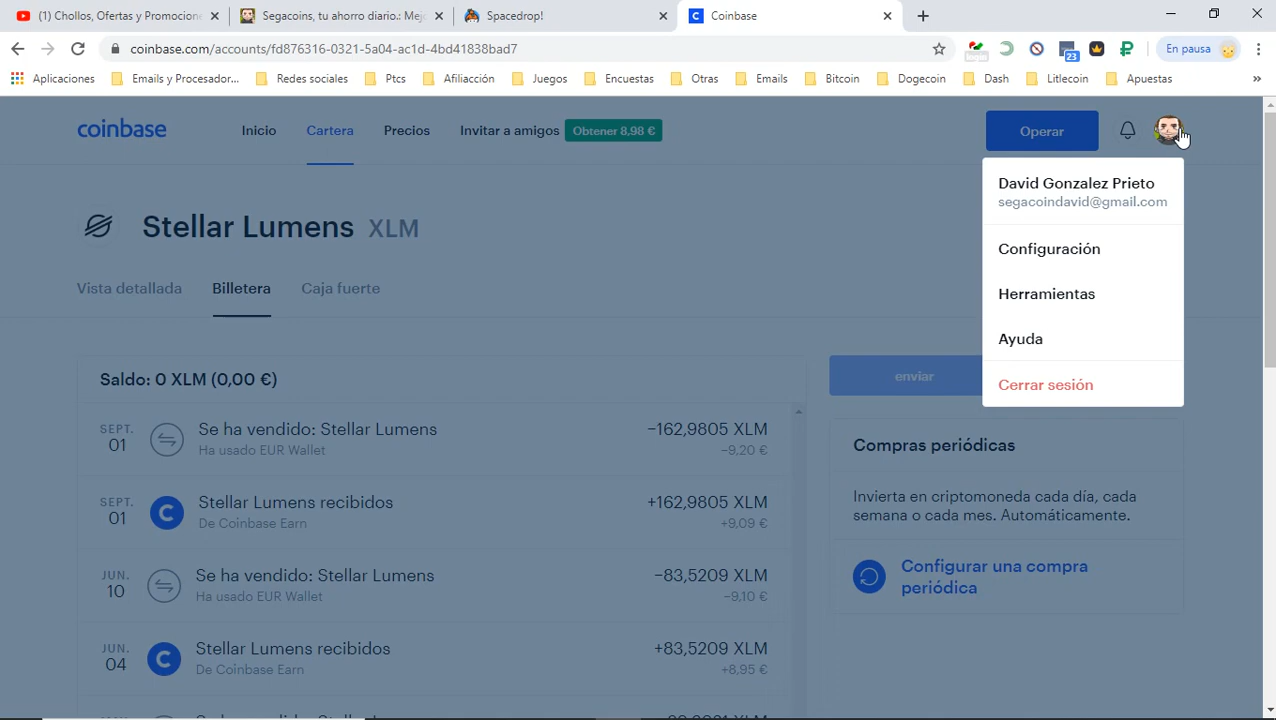 (1) Chollos, Ofertas y Promocione
Segacoins, tu ahorro diario.: Mejo
Spacedrop!
Coinbase
coinbase.com/accounts/fd876316-0321-5a04-ac1d-4bd41838bad7
23
En pausa
Aplicaciones
Emails y Procesador...
Redes sociales
Ptcs
Afiliacción
Juegos
Encuestas
Otras
Emails
Bitcoin
Dogecoin
Dash
Litlecoin
Apuestas
»
coinbase
Inicio
Cartera
Precios
Invitar a amigos
Obtener 8,98 €
Operar
David Gonzalez Prieto
segacoindavid@gmail.com
Configuración
Herramientas
Ayuda
Cerrar sesión
Stellar Lumens XLM
Vista detallada
Billetera
Caja fuerte
Saldo: 0 XLM (0,00 €)
SEPT.
01
Se ha vendido: Stellar Lumens
Ha usado EUR Wallet
−162,9805 XLM
−9,20 €
SEPT.
01
Stellar Lumens recibidos
De Coinbase Earn
+162,9805 XLM
+9,09 €
JUN.
10
Se ha vendido: Stellar Lumens
Ha usado EUR Wallet
−83,5209 XLM
−9,10 €
JUN.
04
Stellar Lumens recibidos
De Coinbase Earn
+83,5209 XLM
+8,95 €
enviar
Compras periódicas
Invierta en criptomoneda cada día, cada
semana o cada mes. Automáticamente.
Configurar una compra
periódica